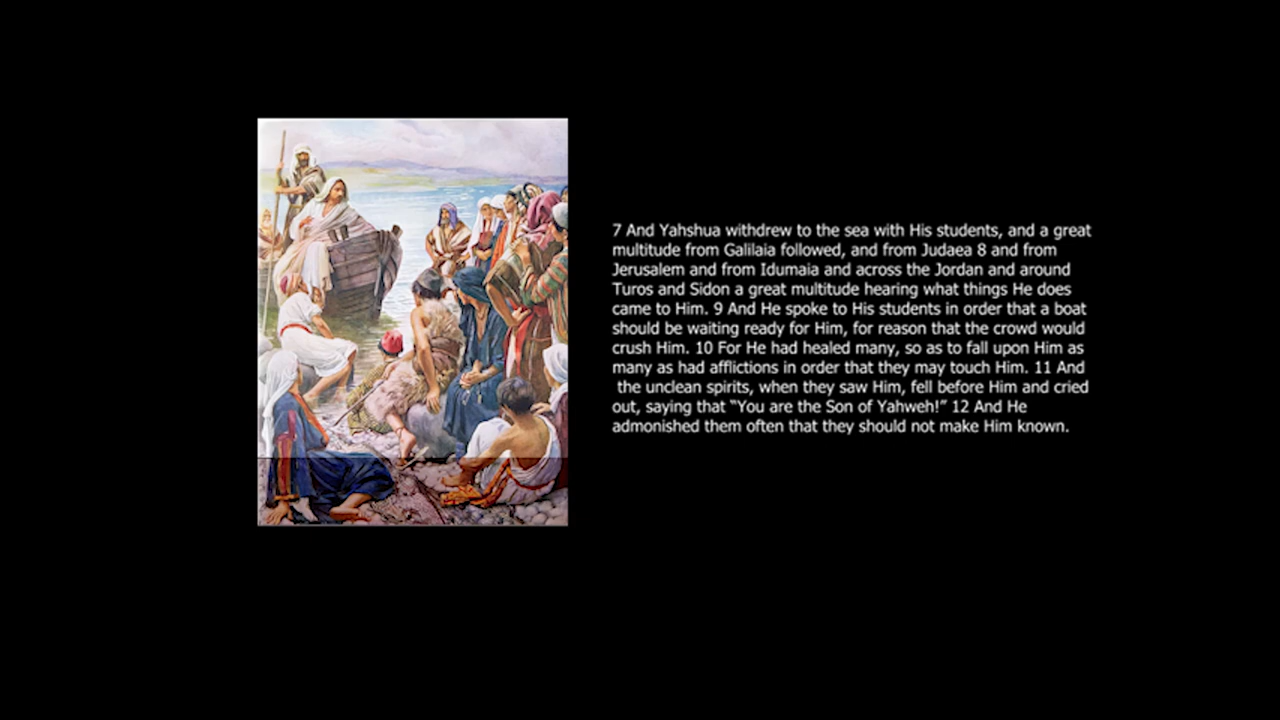 7 And Yahshua withdrew to the sea with His students, and a great
multitude from Galilaia followed, and from Judaea 8 and from
Jerusalem and from Idumaia and across the Jordan and around
Turos and Sidon a great multitude hearing what things He does
came to Him. 9 And He spoke to His students in order that a boat
should be waiting ready for Him, for reason that the crowd would
crush Him. 10 For He had healed many, so as to fall upon Him as
many as had afflictions in order that they may touch Him. 11 And
the unclean spirits, when they saw Him, fell before Him and cried
out, saying that “You are the Son of Yahweh!” 12 And He
admonished them often that they should not make Him known.